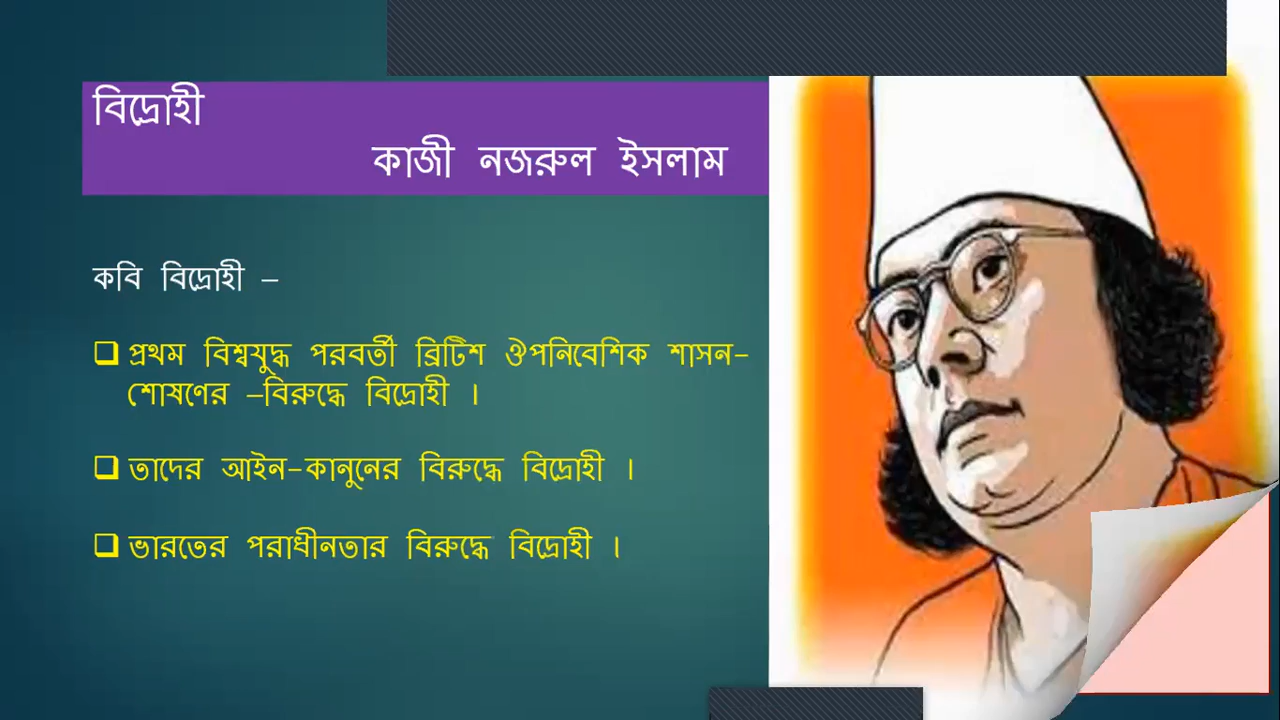 বিদ্রোহী
কাজী নজরুল ইসলাম
কবি বিদ্রোহী –
প্রথম বিশ্বযুদ্ধ পরবর্তী ব্রিটিশ ঔপনিবেশিক শাসন-
শোষণের –বিরুদ্ধে বিদ্রোহী ।
তাদের আইন-কানুনের বিরুদ্ধে বিদ্রোহী ।
ভারতের পরাধীনতার বিরুদ্ধে বিদ্রোহী ।